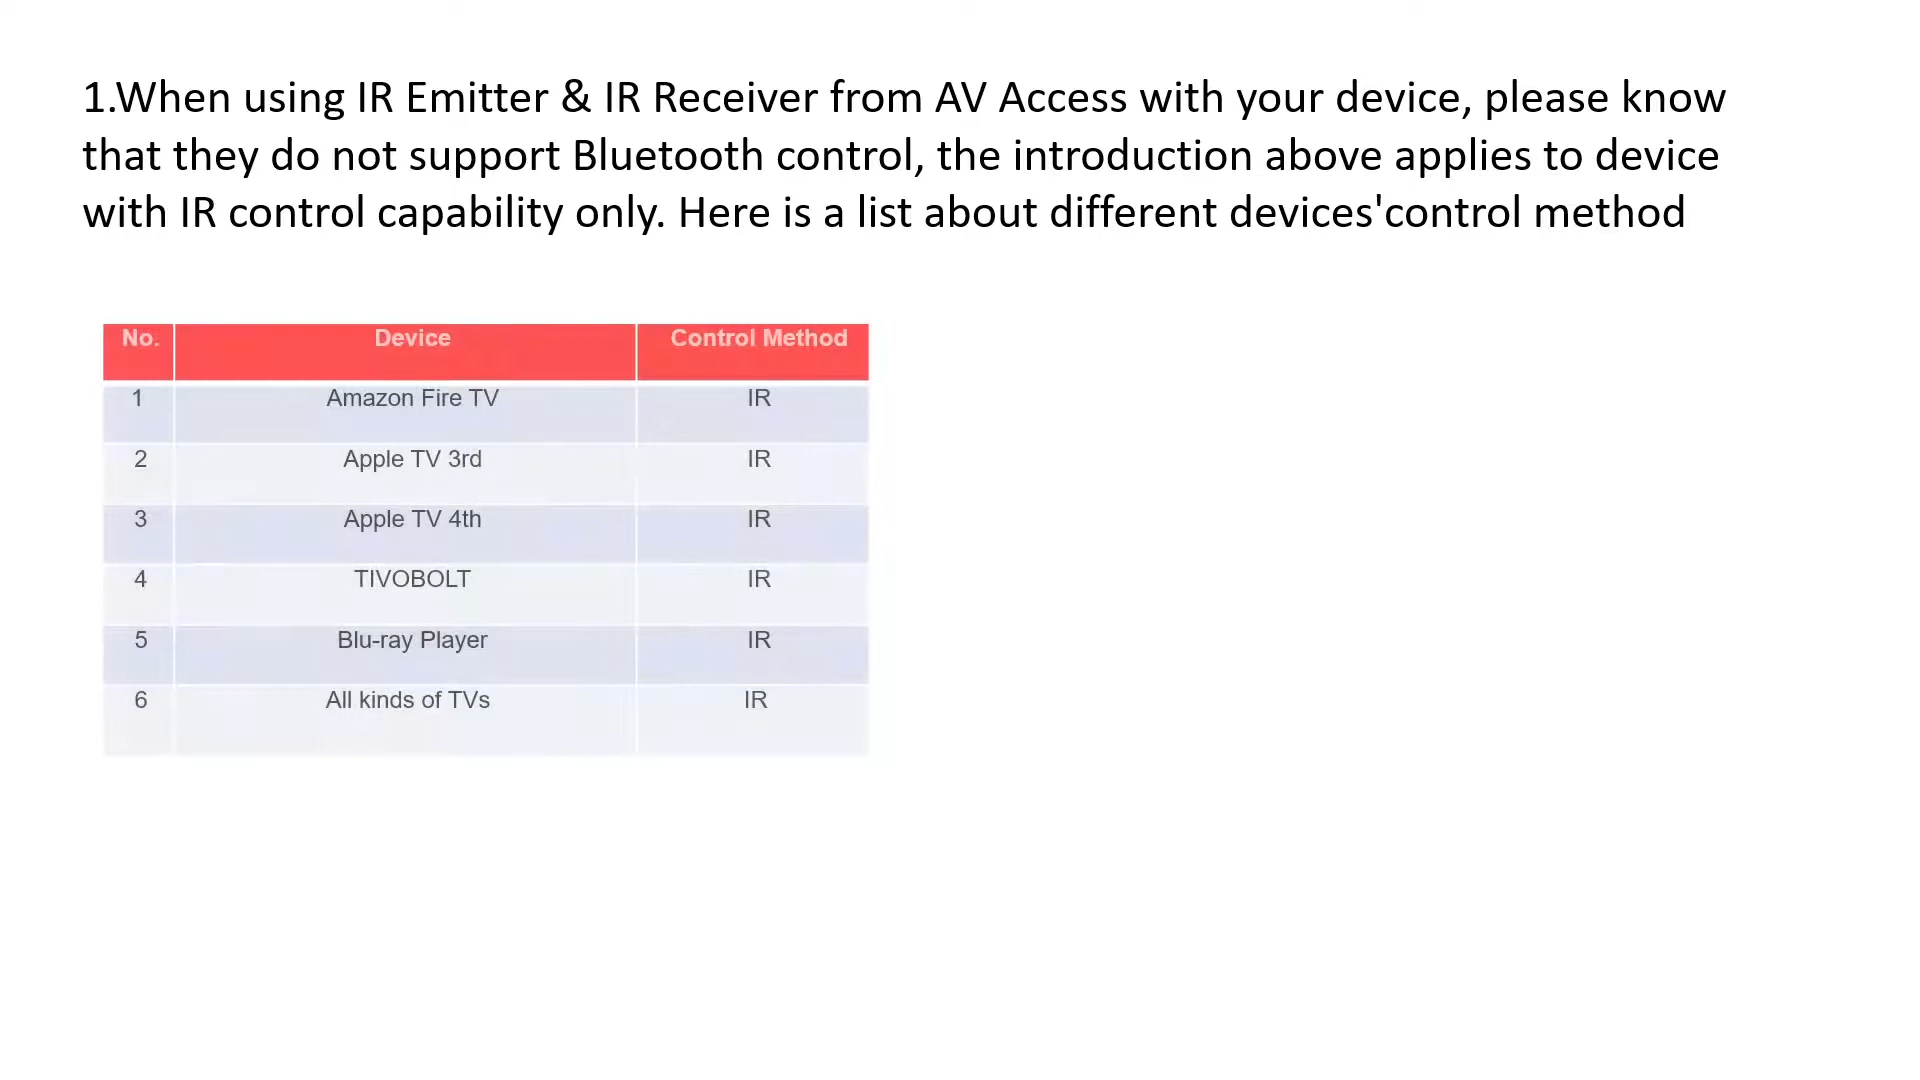 1.When using IR Emitter & IR Receiver from AV Access with your device, please know
that they do not support Bluetooth control, the introduction above applies to device
with IR control capability only. Here is a list about different devices'control method
No. Device Control Method
1 Amazon Fire TV IR
2 Apple TV 3rd IR
3 Apple TV 4th IR
4 TIVOBOLT IR
5 Blu-ray Player IR
6 All kinds of TVs IR